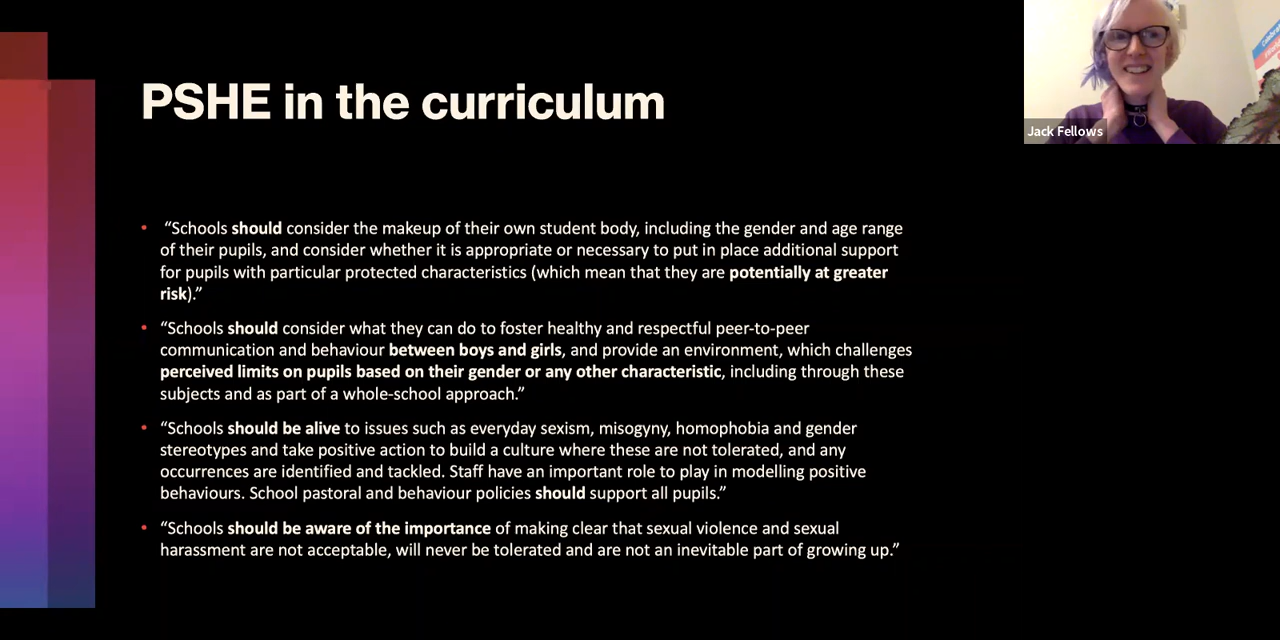 PSHE in the curriculum
• “Schools should consider the makeup of their own student body, including the gender and age range
of their pupils, and consider whether it is appropriate or necessary to put in place additional support
for pupils with particular protected characteristics (which mean that they are potentially at greater
risk).”
• “Schools should consider what they can do to foster healthy and respectful peer-to-peer
communication and behaviour between boys and girls, and provide an environment, which challenges
perceived limits on pupils based on their gender or any other characteristic, including through these
subjects and as part of a whole-school approach.”
• “Schools should be alive to issues such as everyday sexism, misogyny, homophobia and gender
stereotypes and take positive action to build a culture where these are not tolerated, and any
occurrences are identified and tackled. Staff have an important role to play in modelling positive
behaviours. School pastoral and behaviour policies should support all pupils.”
• “Schools should be aware of the importance of making clear that sexual violence and sexual
harassment are not acceptable, will never be tolerated and are not an inevitable part of growing up.”
Jack Fellows